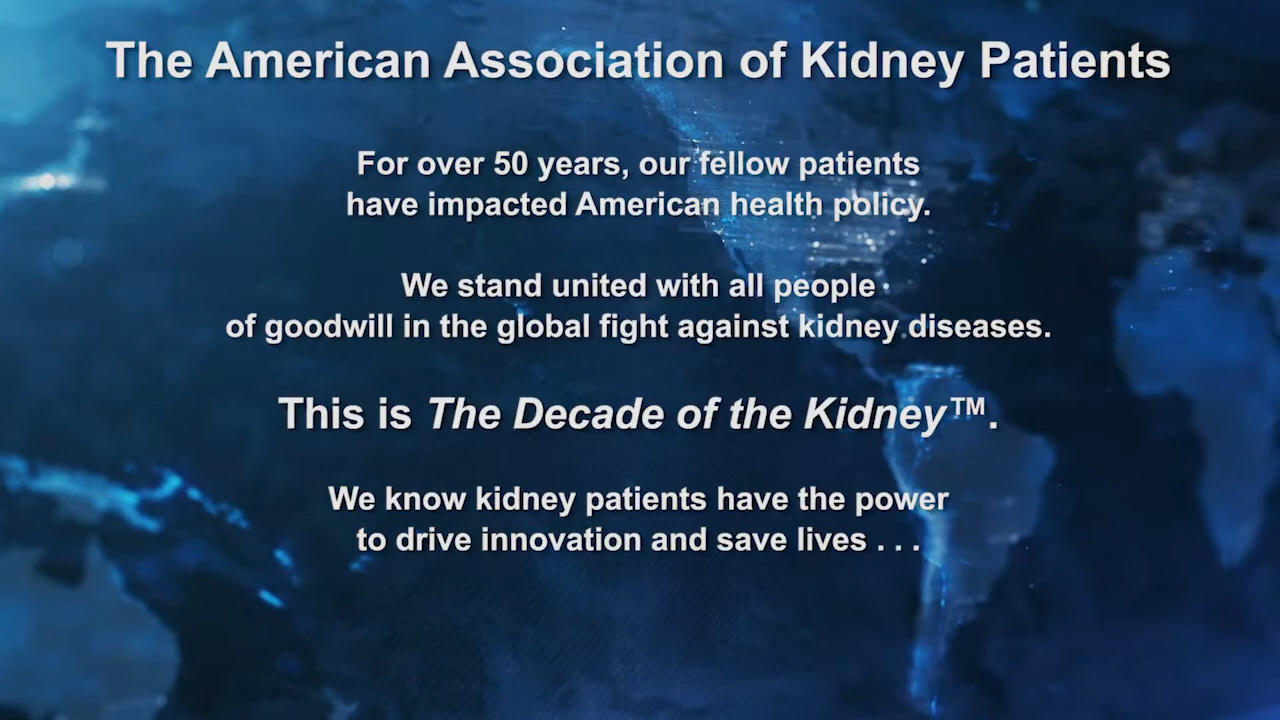 The American Association of Kidney Patients
For over 50 years, our fellow patients
have impacted American health policy.
We stand united with all people
of goodwill in the global fight against kidney diseases.
This is The Decade of the Kidney™.
We know kidney patients have the power
to drive innovation and save lives . . .